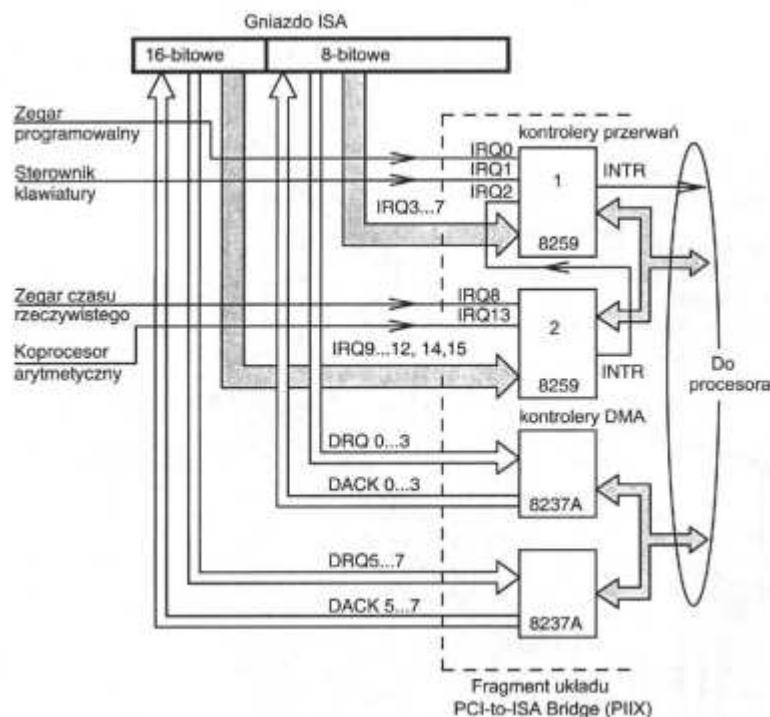 Gniazdo ISA
16-bitowe
8-bitowe
Zegar
programowalny
Sterownik
klawiatury
kontrolery przerwań
IRQ0
IRQ1
IRQ2
IRQ3...7
1
8259
INTR
Zegar czasu
rzeczywistego
Koprocesor
arytmetyczny
IRQ8
IRQ13
IRQ9...12, 14,15
2
8259
INTR
Do
procesora
kontrolery DMA
DRQ 0...3
DACK 0...3
8237A
DRQ5...7
DACK 5...7
8237A
Fragment układu
PCI-to-ISA Bridge (PIIX)